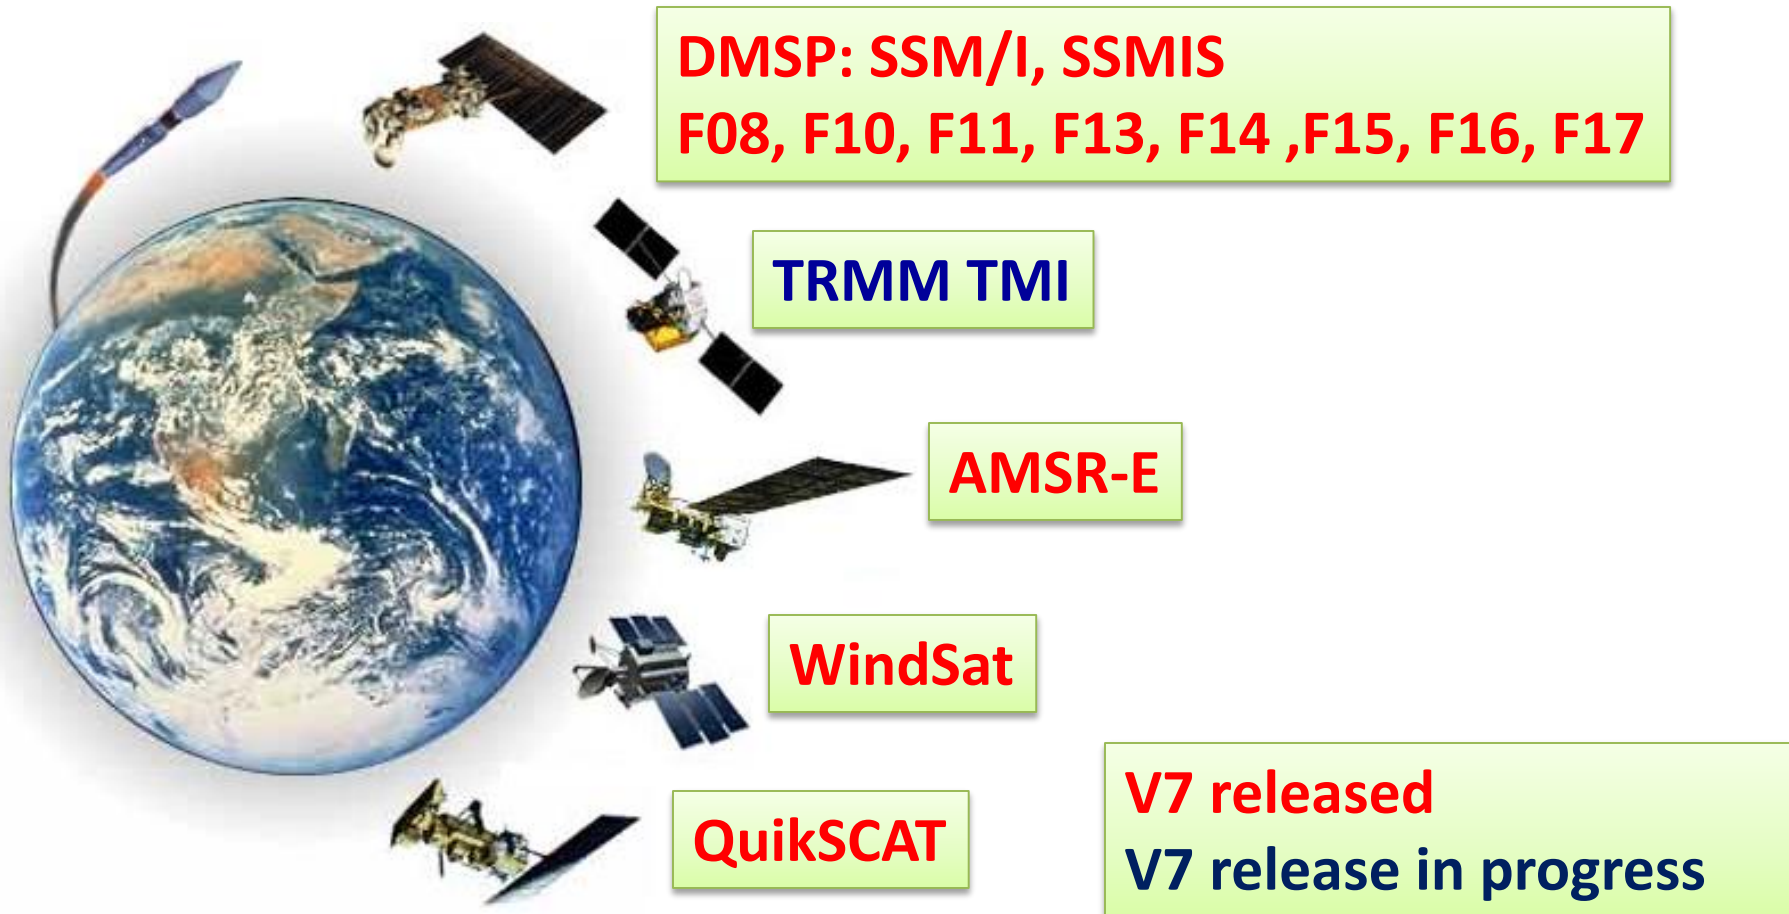 DMSP: SSM/I, SSMIS
F08, F10, F11, F13, F14 ,F15, F16, F17
TRMM TMI
AMSR-E
WindSat
QuikSCAT
V7 released
V7 release in progress